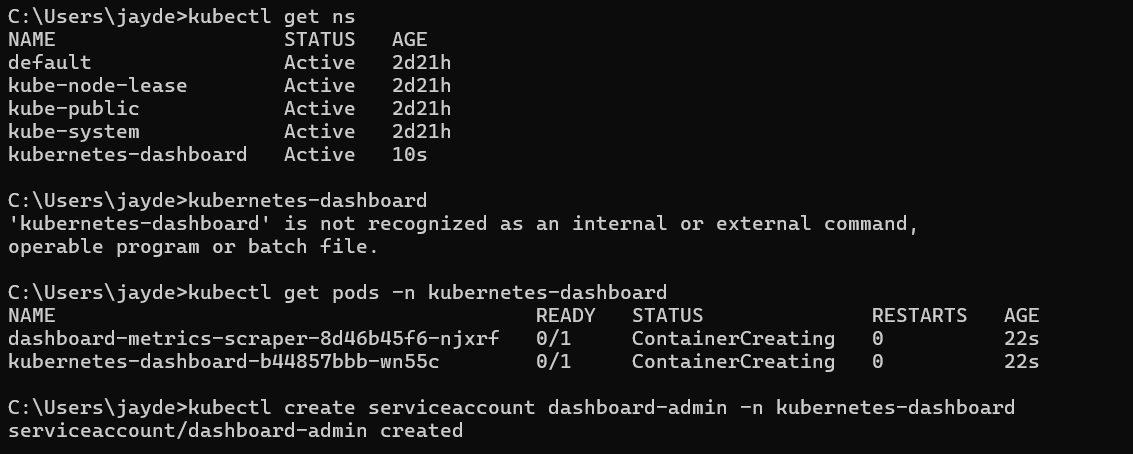 C:\Users\jayde>kubectl get ns
NAME                   STATUS   AGE
default                Active   2d21h
kube-node-lease        Active   2d21h
kube-public            Active   2d21h
kube-system            Active   2d21h
kubernetes-dashboard   Active   10s

C:\Users\jayde>kubernetes-dashboard
'kubernetes-dashboard' is not recognized as an internal or external command,
operable program or batch file.

C:\Users\jayde>kubectl get pods -n kubernetes-dashboard
NAME                                        READY   STATUS              RESTARTS   AGE
dashboard-metrics-scraper-8d46b45f6-njxrf   0/1     ContainerCreating   0          22s
kubernetes-dashboard-b44857bbb-wn55c        0/1     ContainerCreating   0          22s

C:\Users\jayde>kubectl create serviceaccount dashboard-admin -n kubernetes-dashboard
serviceaccount/dashboard-admin created